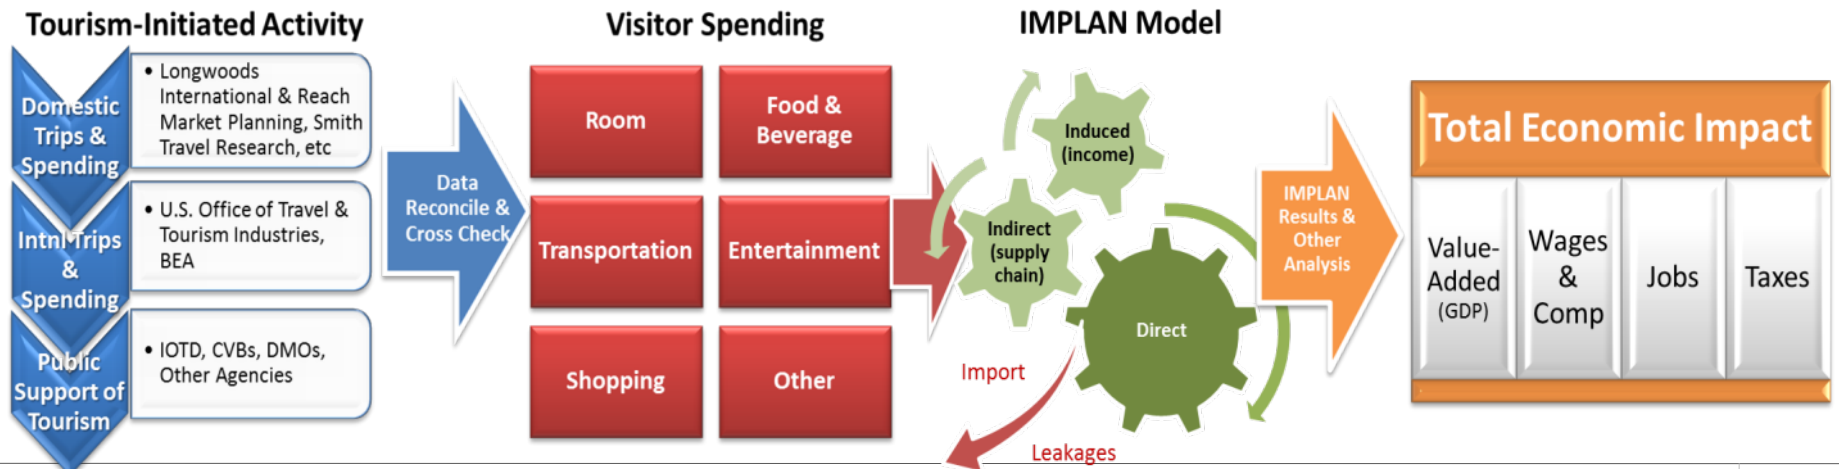 Tourism-Initiated Activity
Domestic
Trips &
Spending
• Longwoods
International & Reach
Market Planning, Smith
Travel Research, etc
Intnl Trips
&
Spending
• U.S. Office of Travel &
Tourism Industries,
BEA
Public
Support of
Tourism
• IOTD, CVBs, DMOs,
Other Agencies
Data
Reconcile &
Cross Check
Visitor Spending
Room
Food &
Beverage
Transportation
Entertainment
Shopping
Other
IMPLAN Model
Induced
(income)
Indirect
(supply
chain)
Direct
Import
Leakages
IMPLAN
Results &
Other
Analysis
Total Economic Impact
Value-
Added
(GDP)
Wages
&
Comp
Jobs
Taxes